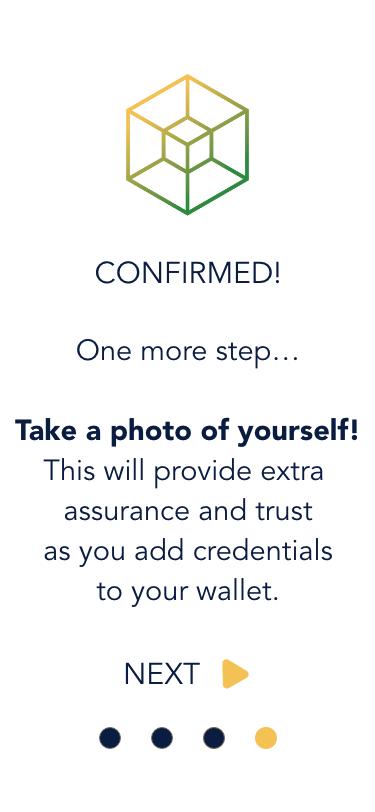 CONFIRMED!
One more step...
Take a photo of yourself!
This will provide extra
assurance and trust
as you add credentials
to your wallet.
NEXT